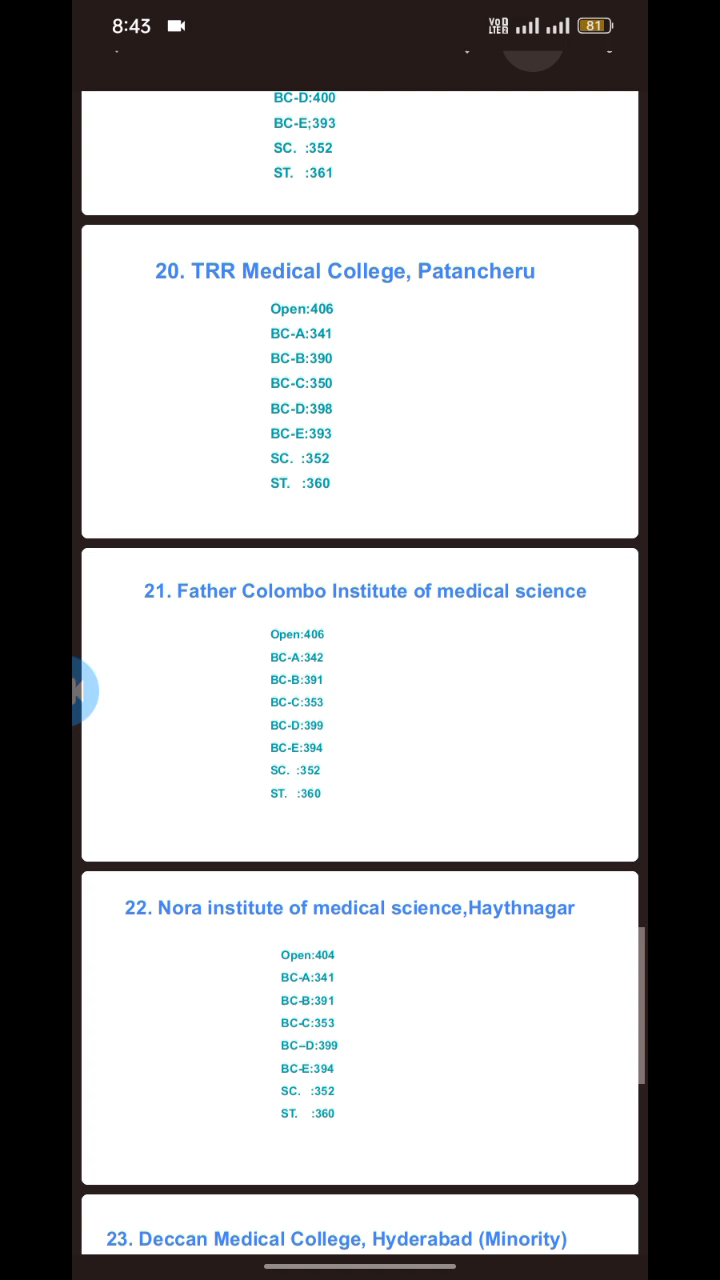 8:43
VoD LTE2 81
BC-D:400
BC-E;393
SC. :352
ST. :361
20. TRR Medical College, Patancheru
Open:406
BC-A:341
BC-B:390
BC-C:350
BC-D:398
BC-E:393
SC. :352
ST. :360
21. Father Colombo Institute of medical science
Open:406
BC-A:342
BC-B:391
BC-C:353
BC-D:399
BC-E:394
SC. :352
ST. :360
22. Nora institute of medical science,Haythnagar
Open:404
BC-A:341
BC-B:391
BC-C:353
BC–D:399
BC-E:394
SC. :352
ST. :360
23. Deccan Medical College, Hyderabad (Minority)